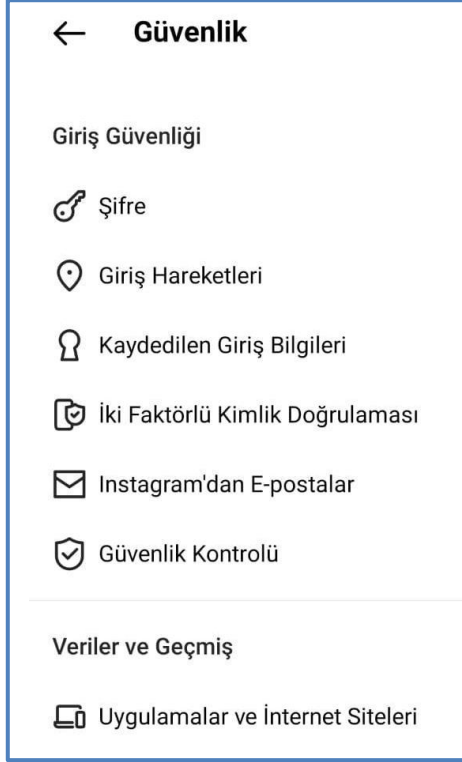 Güvenlik
Giriş Güvenliği
Şifre
Giriş Hareketleri
Kaydedilen Giriş Bilgileri
İki Faktörlü Kimlik Doğrulaması
Instagram'dan E-postalar
Güvenlik Kontrolü
Veriler ve Geçmiş
Uygulamalar ve İnternet Siteleri